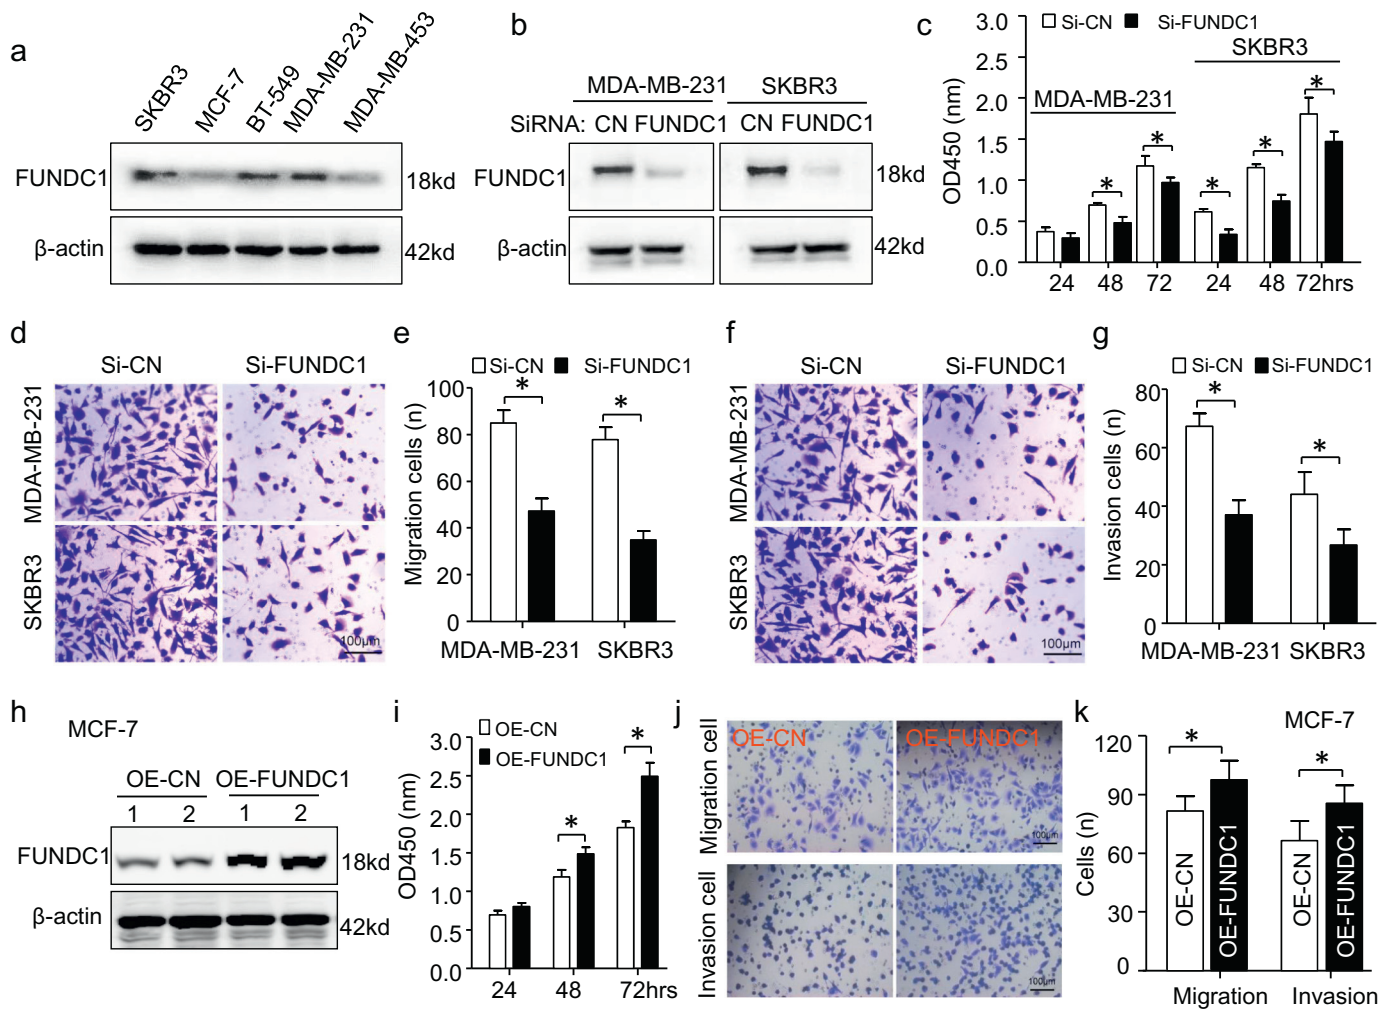 a
SKBR3
MCF-7
BT-549
MDA-MB-231
MDA-MB-453
FUNDC1
18kd
β-actin
42kd
b
MDA-MB-231
SKBR3
SiRNA: CN FUNDC1
CN FUNDC1
FUNDC1
18kd
β-actin
42kd
c
Si-CN
Si-FUNDC1
SKBR3
MDA-MB-231
OD450 (nm)
3.0
2.5
2.0
1.5
1.0
0.5
0.0
*
*
*
*
*
24
48
72
24
48
72hrs
d
Si-CN
Si-FUNDC1
MDA-MB-231
SKBR3
100μm
e
Si-CN
Si-FUNDC1
Migration cells (n)
100
80
60
40
20
0
*
*
MDA-MB-231
SKBR3
f
Si-CN
Si-FUNDC1
MDA-MB-231
SKBR3
100μm
g
Si-CN
Si-FUNDC1
Invasion cells (n)
80
60
40
20
0
*
*
MDA-MB-231
SKBR3
h
MCF-7
OE-CN
OE-FUNDC1
1
2
1
2
FUNDC1
18kd
β-actin
42kd
i
OE-CN
OE-FUNDC1
OD450 (nm)
3.0
2.5
2.0
1.5
1.0
0.5
0.0
*
*
24
48
72hrs
j
Migration cell
OE-CN
OE-FUNDC1
100μm
Invasion cell
100μm
k
MCF-7
Cells (n)
120
90
60
30
0
*
*
OE-CN
OE-FUNDC1
OE-CN
OE-FUNDC1
Migration
Invasion